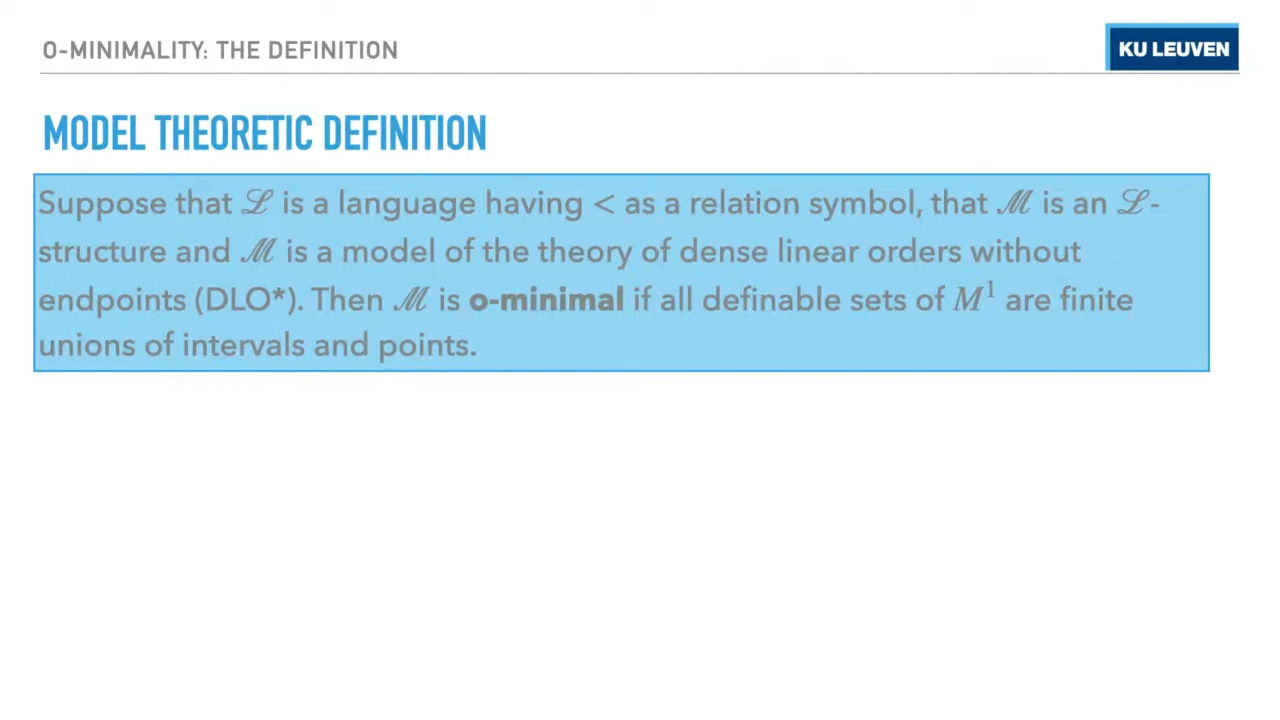 O-MINIMALITY: THE DEFINITION
KU LEUVEN
MODEL THEORETIC DEFINITION
Suppose that ℒ is a language having < as a relation symbol, that ℳ is an ℒ-
structure and ℳ is a model of the theory of dense linear orders without
endpoints (DLO*). Then ℳ is o-minimal if all definable sets of M¹ are finite
unions of intervals and points.